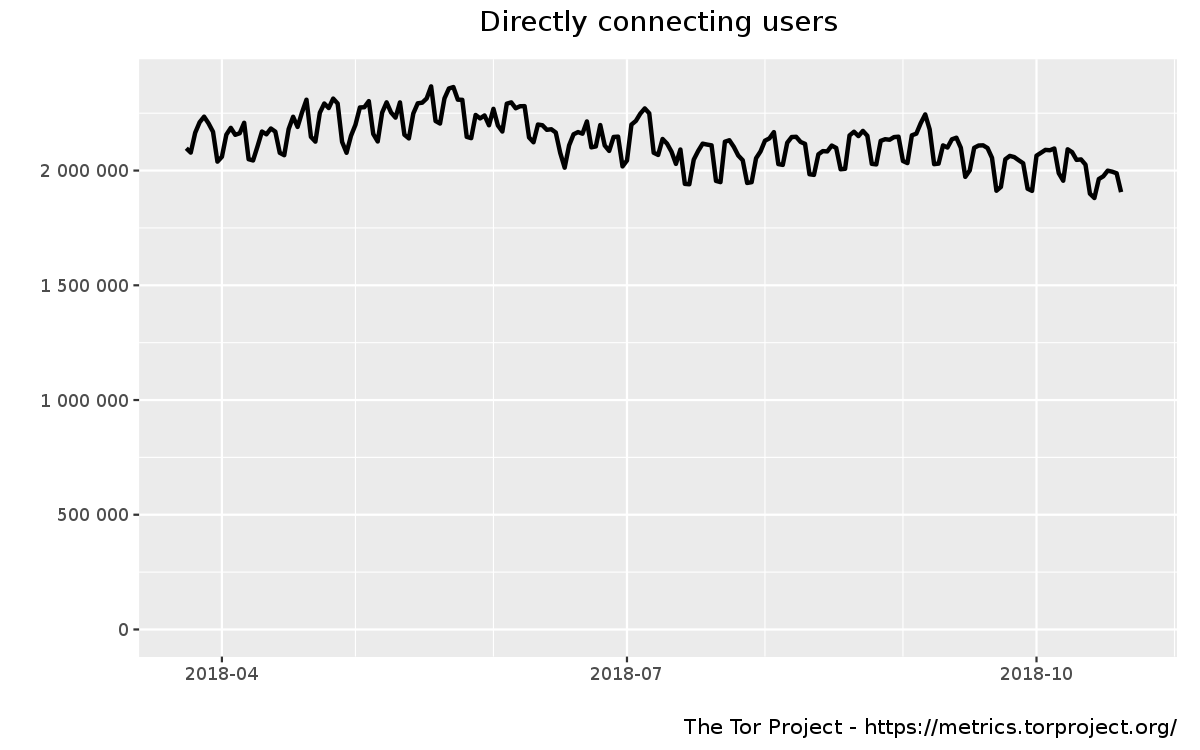 Directly connecting users
2 000 000
1 500 000
1 000 000
500 000
0
2018-04 2018-07 2018-10
The Tor Project - https://metrics.torproject.org/